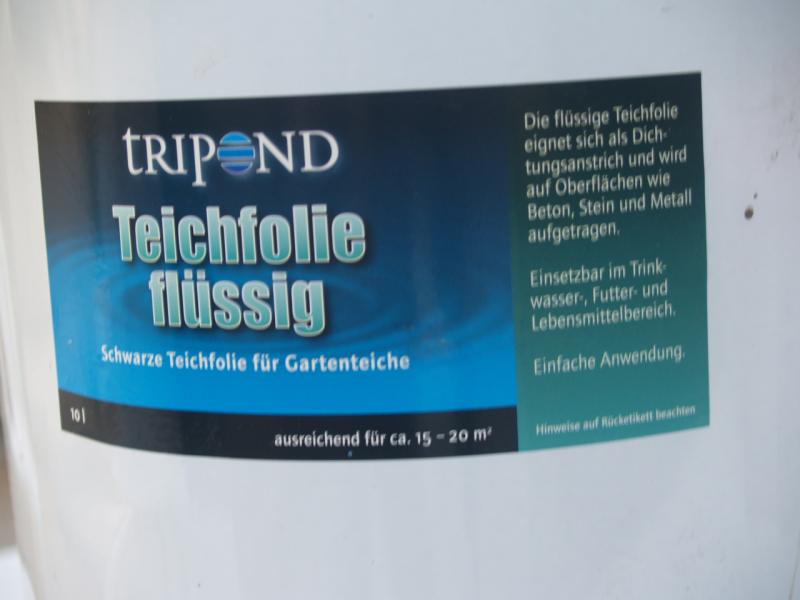 TRIPOND
Teichfolie
flüssig
Schwarze Teichfolie für Gartenteiche
10 l
ausreichend für ca. 15 – 20 m²
Die flüssige Teichfolie
eignet sich als Dich-
tungsanstrich und wird
auf Oberflächen wie
Beton, Stein und Metall
aufgetragen.
Einsetzbar im Trink-
wasser-, Futter- und
Lebensmittelbereich.
Einfache Anwendung.
Hinweise auf Rücketikett beachten